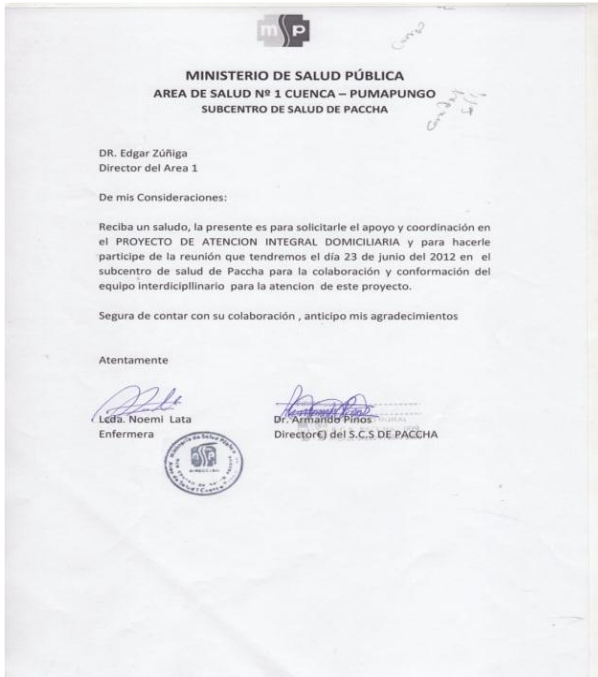 msp
MINISTERIO DE SALUD PÚBLICA
AREA DE SALUD Nº 1 CUENCA – PUMAPUNGO
SUBCENTRO DE SALUD DE PACCHA
DR. Edgar Zúñiga
Director del Area 1
De mis Consideraciones:
Reciba un saludo, la presente es para solicitarle el apoyo y coordinación en
el PROYECTO DE ATENCION INTEGRAL DOMICILIARIA y para hacerle
participe de la reunión que tendremos el día 23 de junio del 2012 en el
subcentro de salud de Paccha para la colaboración y conformación del
equipo interdicipllinario para la atencion de este proyecto.
Segura de contar con su colaboración , anticipo mis agradecimientos
Atentamente
Lcda. Noemi Lata
Enfermera
Dr. Armando Pinos
Director€) del S.C.S DE PACCHA
Ministerio de Salud Pública
DIRECCION